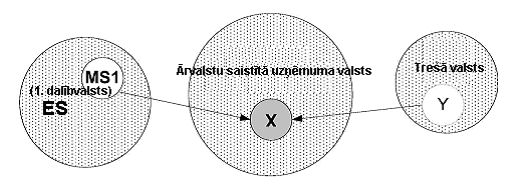 MS1
(1. dalībvalsts)
ES
Ārvalstu saistītā uzņēmuma valsts
X
Trešā valsts
Y